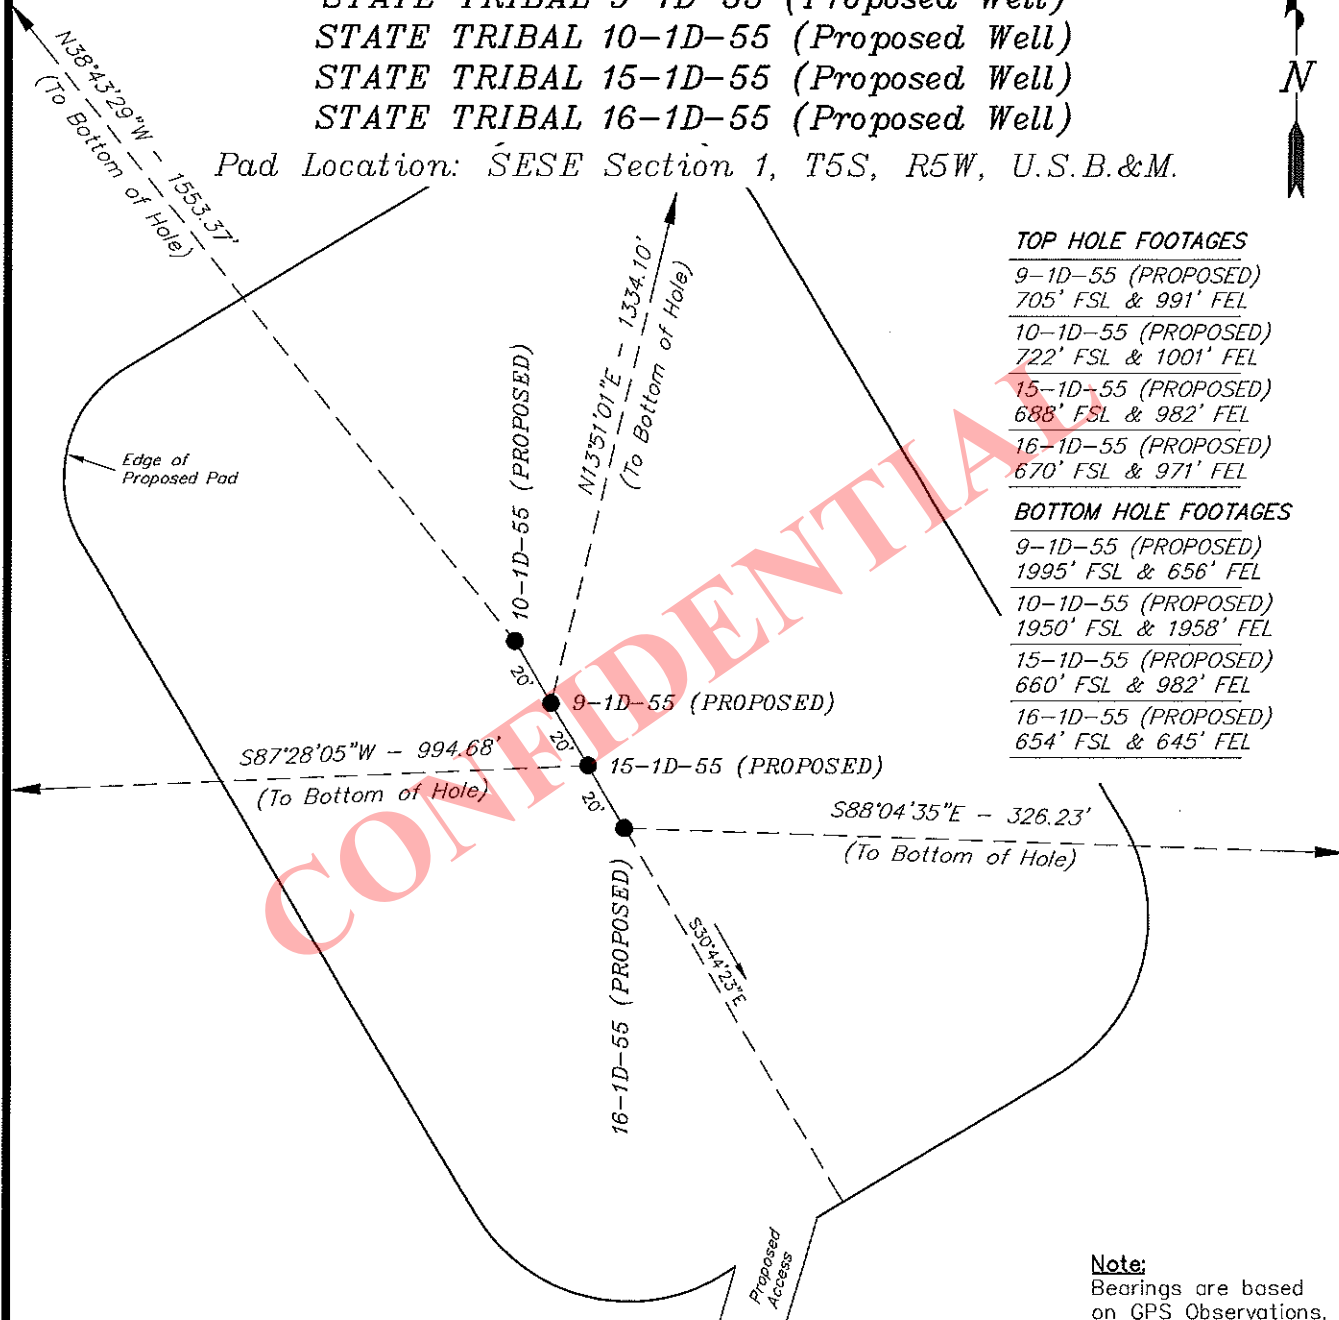 STATE TRIBAL 9-1D-55 (Proposed Well)
STATE TRIBAL 10-1D-55 (Proposed Well)
STATE TRIBAL 15-1D-55 (Proposed Well)
STATE TRIBAL 16-1D-55 (Proposed Well)
Pad Location: SESE Section 1, T5S, R5W, U.S.B.&M.
N
N38°43'29"W - 1553.37'
(To Bottom of Hole)
N13°51'01"E - 1334.10'
(To Bottom of Hole)
TOP HOLE FOOTAGES
9-1D-55 (PROPOSED)
705' FSL & 991' FEL
10-1D-55 (PROPOSED)
722' FSL & 1001' FEL
15-1D-55 (PROPOSED)
688' FSL & 982' FEL
16-1D-55 (PROPOSED)
670' FSL & 971' FEL
BOTTOM HOLE FOOTAGES
9-1D-55 (PROPOSED)
1995' FSL & 656' FEL
10-1D-55 (PROPOSED)
1950' FSL & 1958' FEL
15-1D-55 (PROPOSED)
660' FSL & 982' FEL
16-1D-55 (PROPOSED)
654' FSL & 645' FEL
Edge of
Proposed Pad
10-1D-55 (PROPOSED)
20'
9-1D-55 (PROPOSED)
20'
15-1D-55 (PROPOSED)
20'
S87°28'05"W - 994.68'
(To Bottom of Hole)
S88°04'35"E - 326.23'
(To Bottom of Hole)
16-1D-55 (PROPOSED)
S30°44'23"E
CONFIDENTIAL
Proposed
Access
Note:
Bearings are based
on GPS Observations.